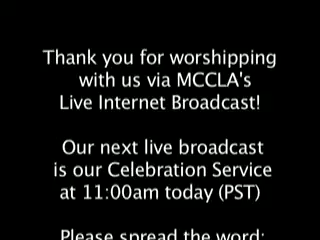 Thank you for worshipping
with us via MCCLA's
Live Internet Broadcast!
Our next live broadcast
is our Celebration Service
at 11:00am today (PST)
Please spread the word: